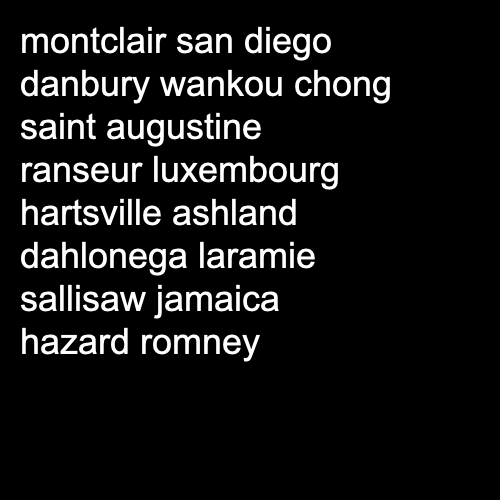 montclair san diego
danbury wankou chong
saint augustine
ranseur luxembourg
hartsville ashland
dahlonega laramie
sallisaw jamaica
hazard romney